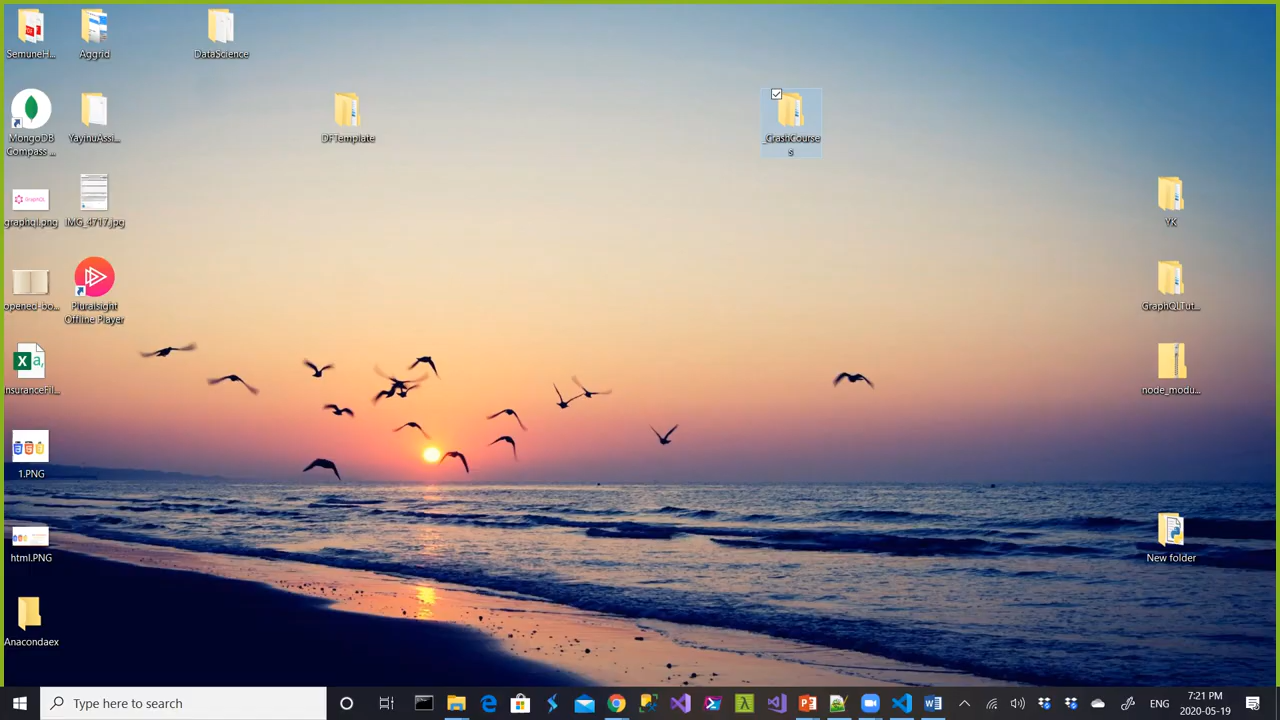 SemuneH...
Aggrid
DataScience
MongoDB
Compass ...
YayinuAssi...
DFTemplate
_CrashCourse
s
graphql.png
IMG_4717.jpg
YK
opened-bo...
Pluralsight
Offline Player
GraphQLTut...
InsuranceFil...
node_modu...
1.PNG
html.PNG
New folder
Anacondaex
Type here to search
ENG
7:21 PM
2020-05-19